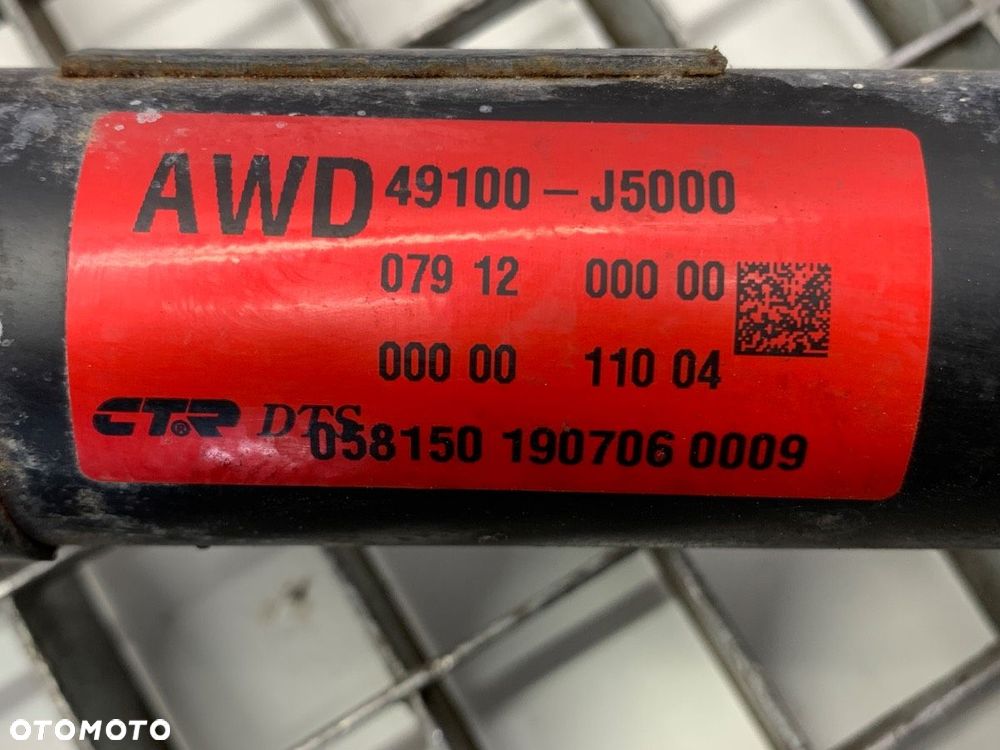 AWD 49100 – J5000
079 12 000 00
000 00 110 04
CTR® DTS
058150 190706 0009
OTOMOTO